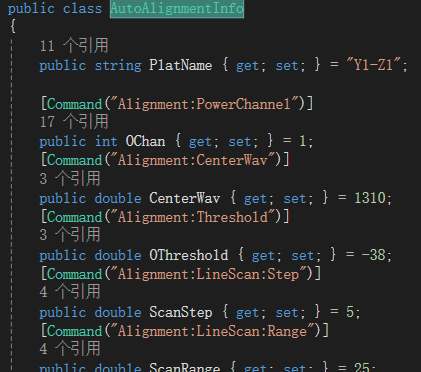 public class AutoAlignmentInfo
{
11 个引用
public string PlatName { get; set; } = "Y1-Z1";
[Command("Alignment:PowerChannel")]
17 个引用
public int OChan { get; set; } = 1;
[Command("Alignment:CenterWav")]
3 个引用
public double CenterWav { get; set; } = 1310;
[Command("Alignment:Threshold")]
3 个引用
public double OThreshold { get; set; } = -38;
[Command("Alignment:LineScan:Step")]
4 个引用
public double ScanStep { get; set; } = 5;
[Command("Alignment:LineScan:Range")]
4 个引用
public double ScanRange { get; set; } = 25;